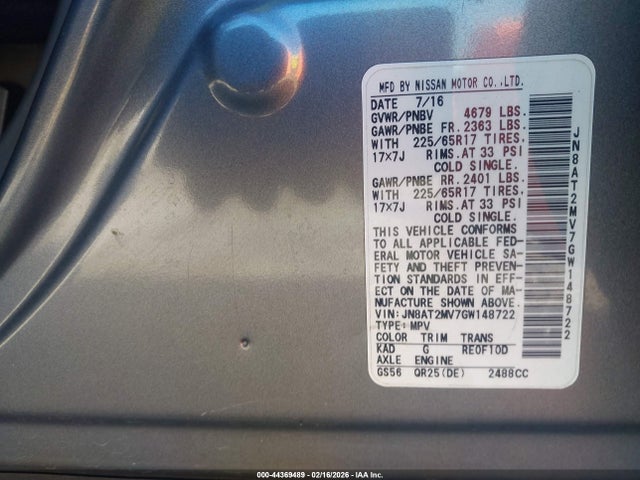 MFD BY NISSAN MOTOR CO.,LTD.
DATE 7/16
GVWR/PNBV 4679 LBS.
GAWR/PNBE FR. 2363 LBS.
WITH 225/65R17 TIRES.
17×7J RIMS.AT 33 PSI
COLD SINGLE.
GAWR/PNBE RR. 2401 LBS.
WITH 225/65R17 TIRES.
17×7J RIMS.AT 33 PSI
COLD SINGLE.
THIS VEHICLE CONFORMS
TO ALL APPLICABLE FED-
ERAL MOTOR VEHICLE SA-
FETY AND THEFT PREVEN-
TION STANDARDS IN EFF-
ECT ON THE DATE OF MA-
NUFACTURE SHOWN ABOVE.
VIN: JN8AT2MV7GW148722
TYPE: MPV
COLOR TRIM TRANS
KAD G RE0F10D
AXLE ENGINE
GS56 QR25(DE) 2488CC
JN8AT2MV7GW148722
000-44369489 - 02/16/2026 - IAA Inc.